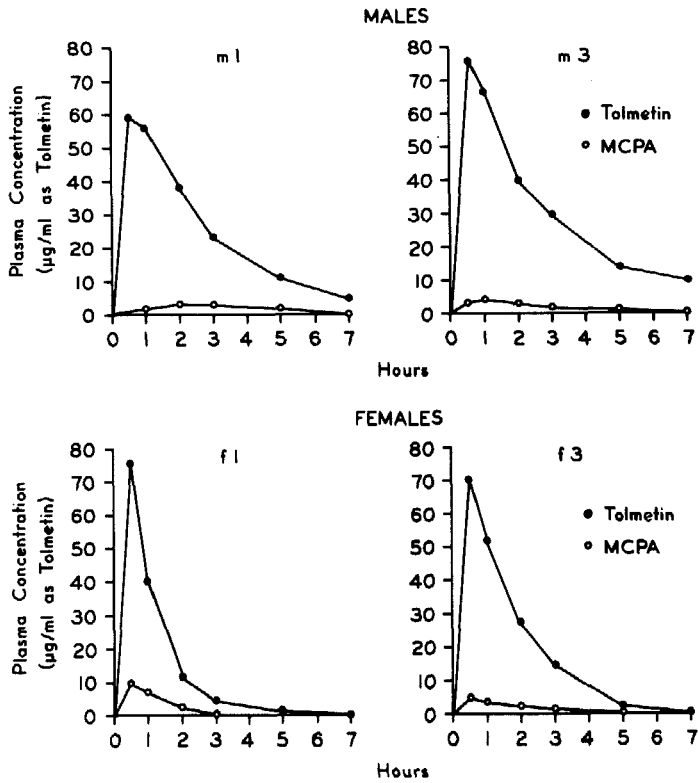 MALES
m1
m3
80
70
60
50
40
30
20
10
0
Plasma Concentration
(µg/ml as Tolmetin)
0 1 2 3 4 5 6 7
80
70
60
50
40
30
20
10
0
Tolmetin
MCPA
0 1 2 3 4 5 6 7
Hours
FEMALES
f1
f3
80
70
60
50
40
30
20
10
0
Plasma Concentration
(µg/ml as Tolmetin)
0 1 2 3 4 5 6 7
80
70
60
50
40
30
20
10
0
Tolmetin
MCPA
0 1 2 3 4 5 6 7
Hours